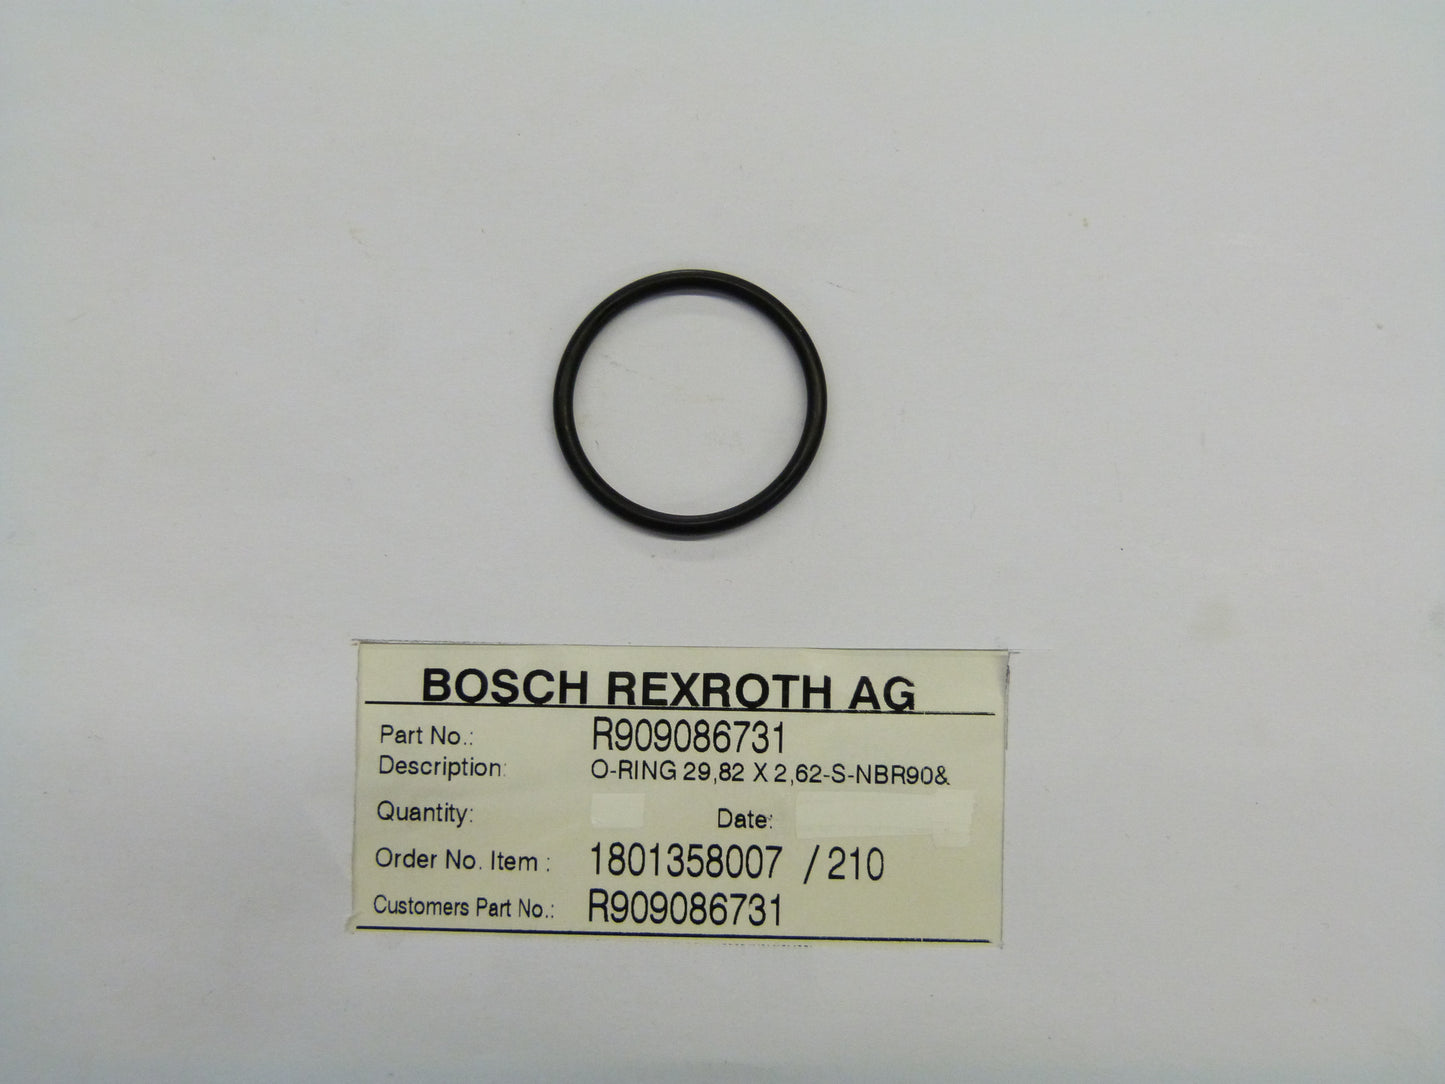 BOSCH REXROTH AG
Part No.: R909086731
Description: O-RING 29,82 X 2,62-S-NBR90&
Quantity: Date:
Order No. Item : 1801358007 / 210
Customers Part No.: R909086731